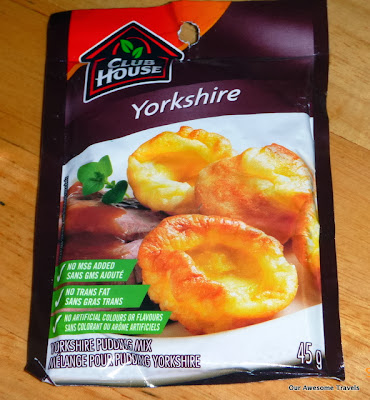 CLUB
HOUSE
Yorkshire
NO MSG ADDED
SANS GMS AJOUTÉ
NO TRANS FAT
SANS GRAS TRANS
NO ARTIFICIAL COLOURS OR FLAVOURS
SANS COLORANT OU ARÔME ARTIFICIELS
YORKSHIRE PUDDING MIX
MÉLANGE POUR PUDDING YORKSHIRE
45 g
Our Awesome Travels